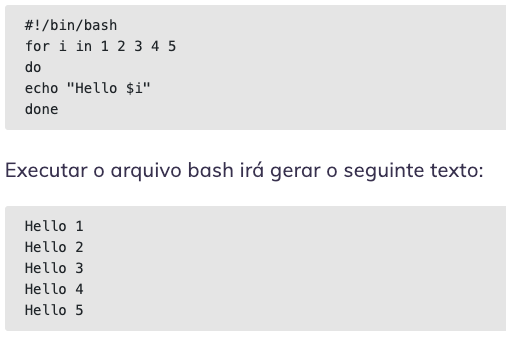 #!/bin/bash
for i in 1 2 3 4 5
do
echo "Hello $i"
done
Executar o arquivo bash irá gerar o seguinte texto:
Hello 1
Hello 2
Hello 3
Hello 4
Hello 5